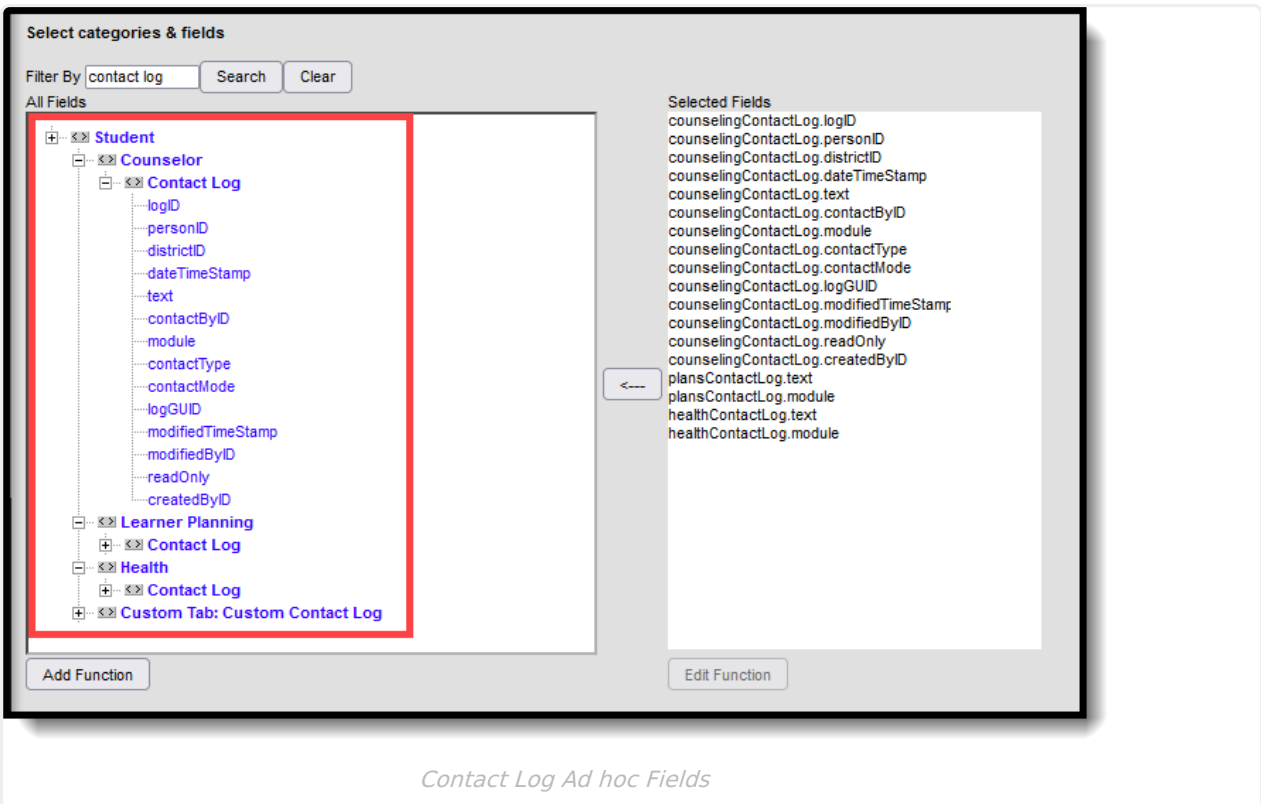 Select categories & fields
Filter By contact log Search Clear
All Fields
Student
Counselor
Contact Log
logID
personID
districtID
dateTimeStamp
text
contactByID
module
contactType
contactMode
logGUID
modifiedTimeStamp
modifiedByID
readOnly
createdByID
Learner Planning
Contact Log
Health
Contact Log
Custom Tab: Custom Contact Log
Add Function
<---
Selected Fields
counselingContactLog.logID
counselingContactLog.personID
counselingContactLog.districtID
counselingContactLog.dateTimeStamp
counselingContactLog.text
counselingContactLog.contactByID
counselingContactLog.module
counselingContactLog.contactType
counselingContactLog.contactMode
counselingContactLog.logGUID
counselingContactLog.modifiedTimeStamp
counselingContactLog.modifiedByID
counselingContactLog.readOnly
counselingContactLog.createdByID
plansContactLog.text
plansContactLog.module
healthContactLog.text
healthContactLog.module
Edit Function
Contact Log Ad hoc Fields